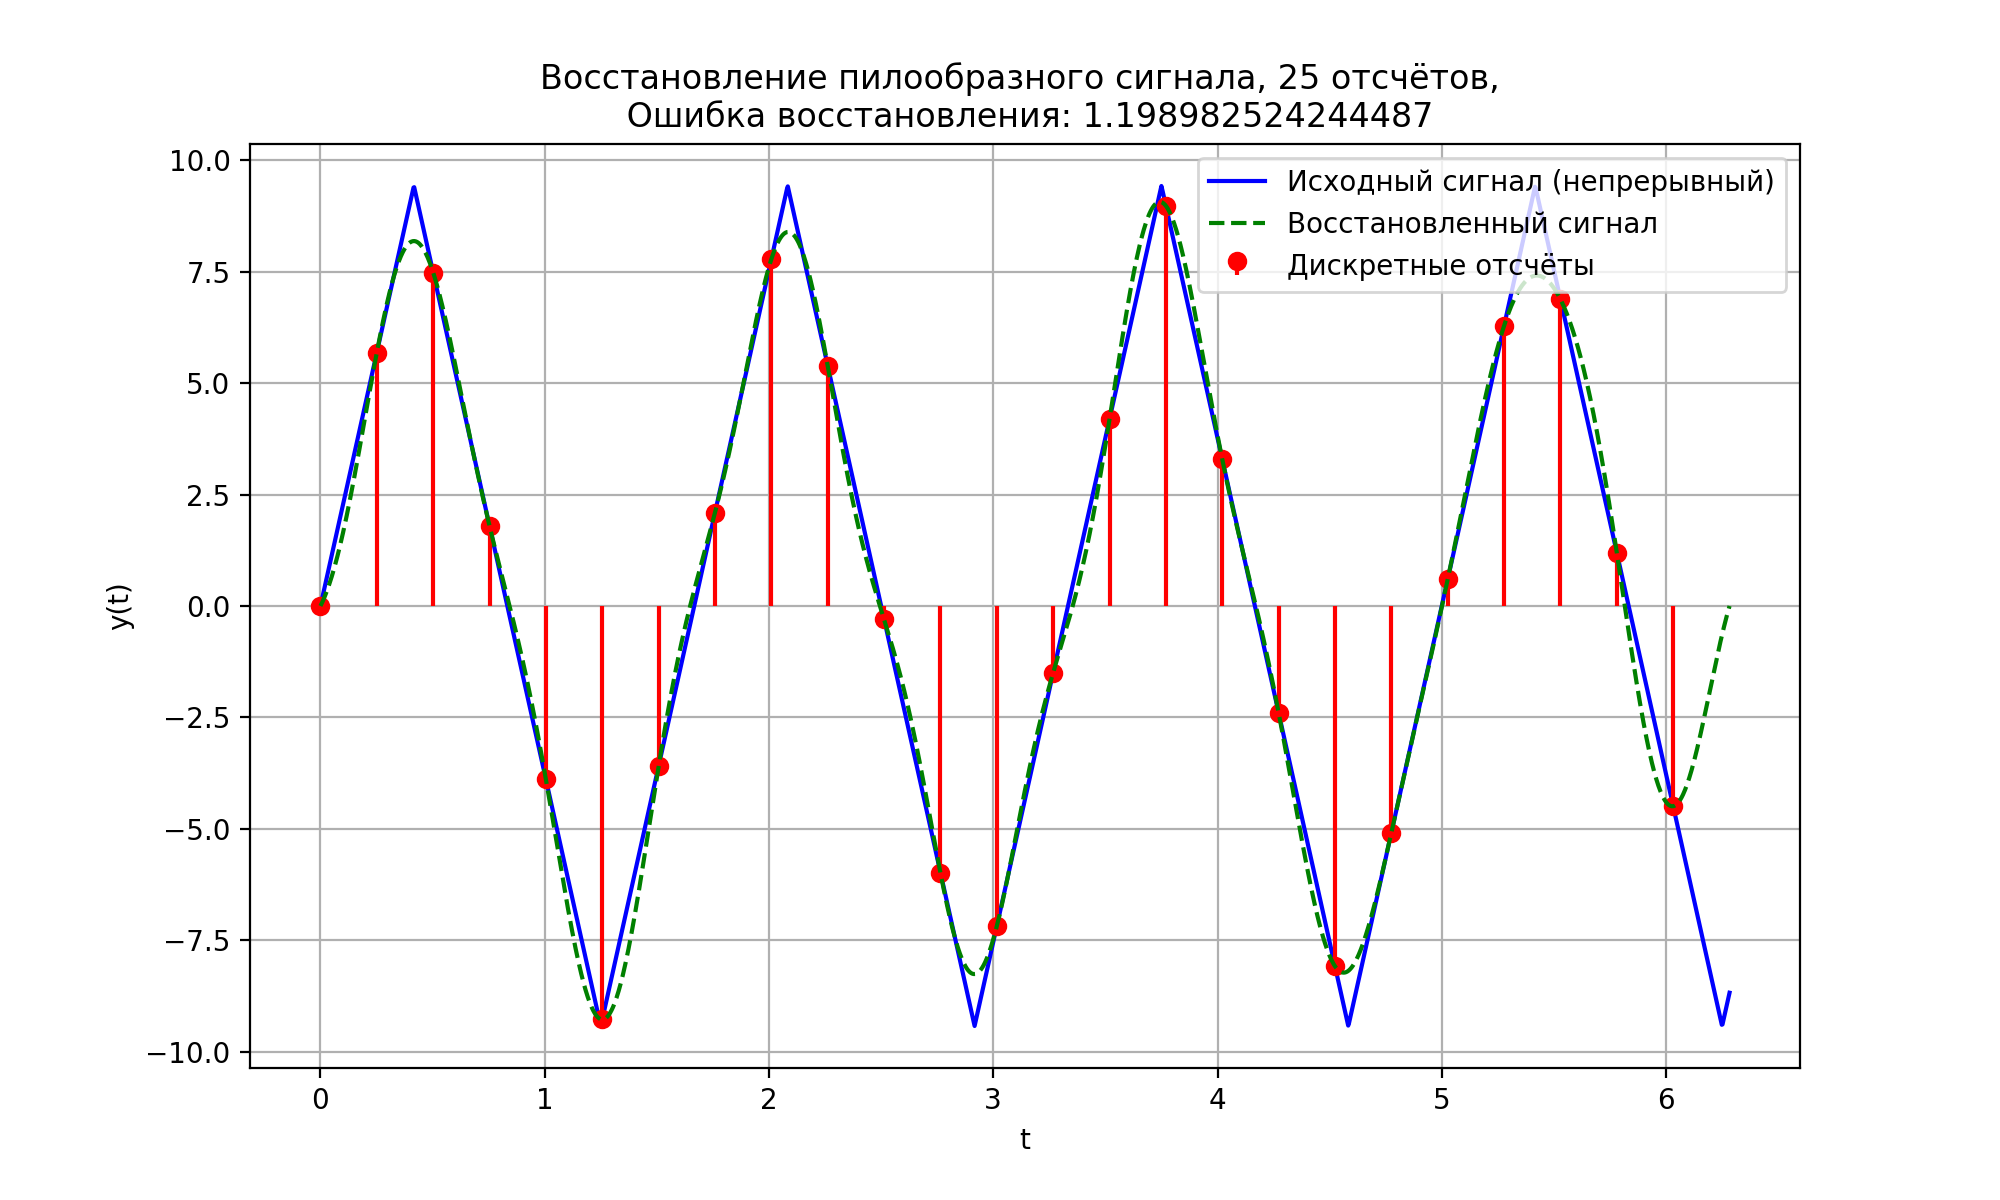 Восстановление пилообразного сигнала, 25 отсчётов,
Ошибка восстановления: 1.198982524244487
Исходный сигнал (непрерывный)
Восстановленный сигнал
Дискретные отсчёты
10.0
7.5
5.0
2.5
0.0
−2.5
−5.0
−7.5
−10.0
y(t)
0 1 2 3 4 5 6
t